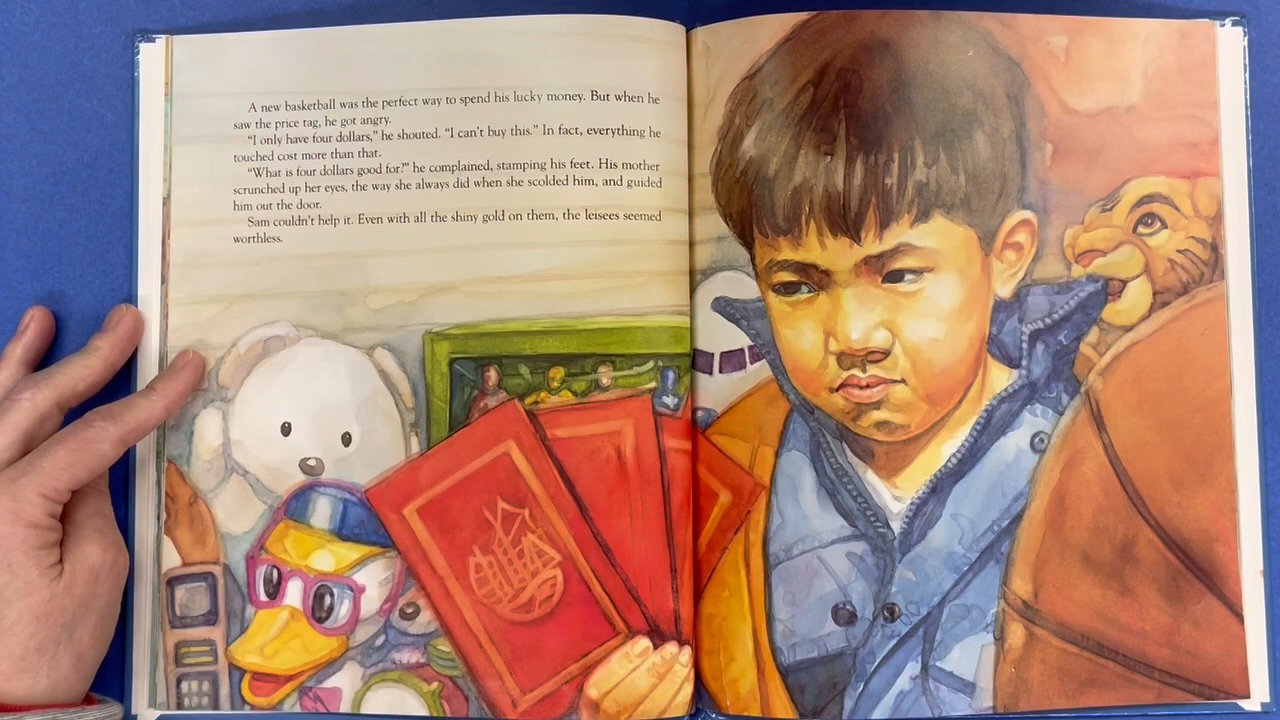 A new basketball was the perfect way to spend his lucky money. But when he
saw the price tag, he got angry.
"I only have four dollars," he shouted. "I can't buy this." In fact, everything he
touched cost more than that.
"What is four dollars good for?" he complained, stamping his feet. His mother
scrunched up her eyes, the way she always did when she scolded him, and guided
him out the door.
Sam couldn't help it. Even with all the shiny gold on them, the leisees seemed
worthless.